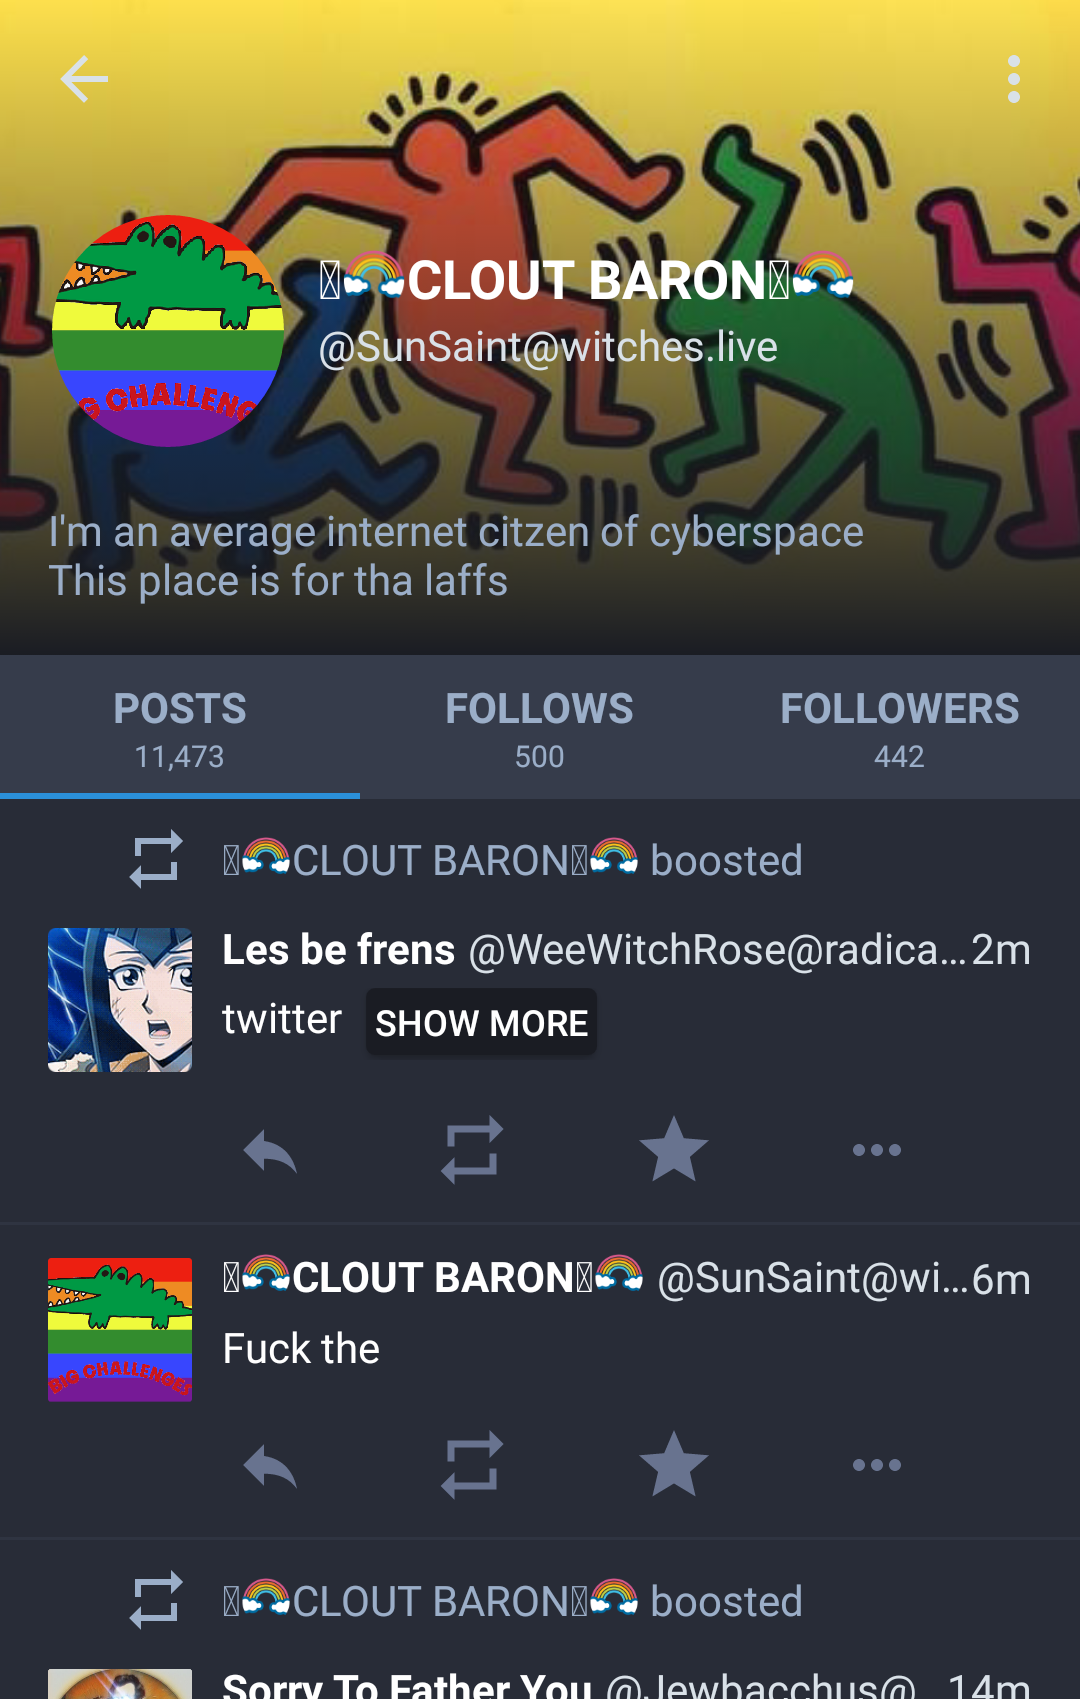 🌈CLOUT BARON🌈
@SunSaint@witches.live
G CHALLENG
I'm an average internet citzen of cyberspace
This place is for tha laffs
POSTS FOLLOWS FOLLOWERS
11,473 500 442
🌈CLOUT BARON🌈 boosted
Les be frens @WeeWitchRose@radica... 2m
twitter SHOW MORE
🌈CLOUT BARON🌈 @SunSaint@wi... 6m
Fuck the
BIG CHALLENGES
🌈CLOUT BARON🌈 boosted
Sorry To Father You @Jewbacchus@... 14m